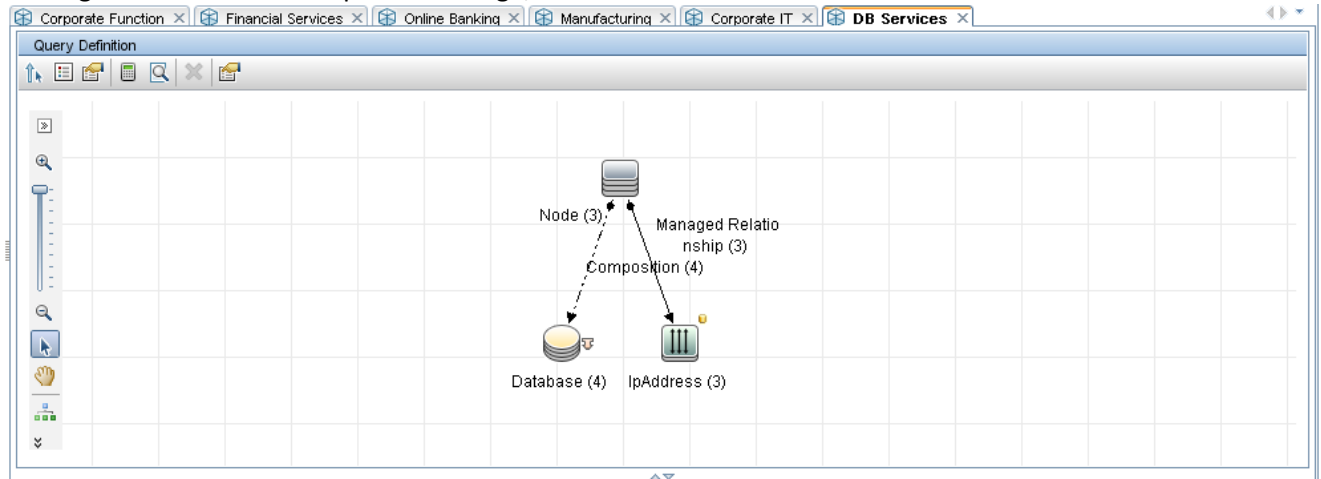 Corporate Function Financial Services Online Banking Manufacturing Corporate IT DB Services
Query Definition
Node (3)
Managed Relatio
nship (3)
Composition (4)
Database (4) IpAddress (3)